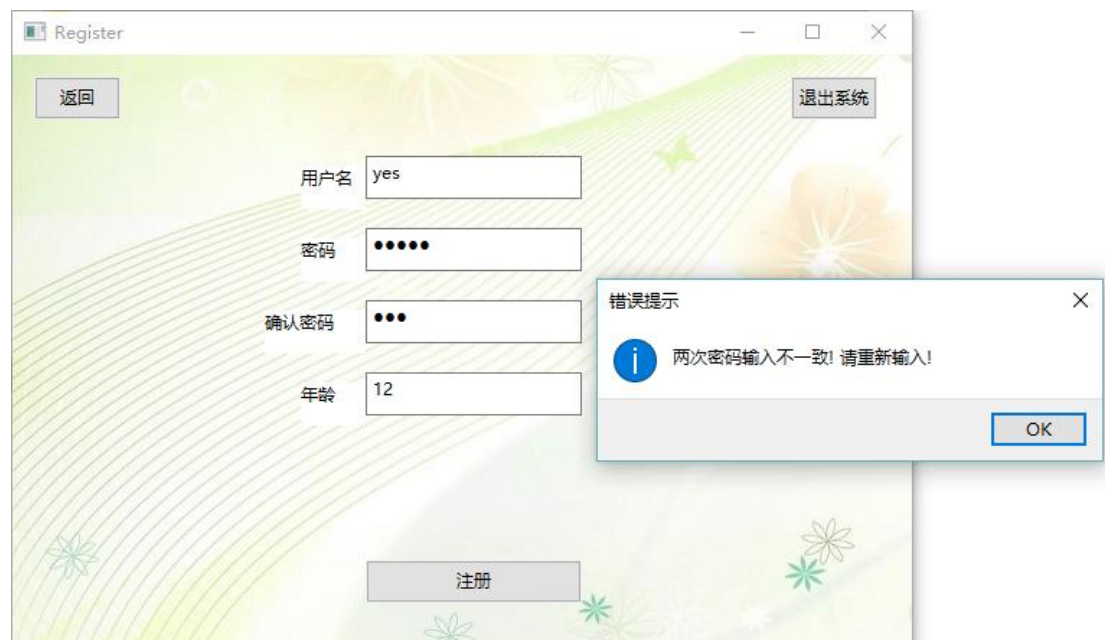 Register
返回
退出系统
用户名
yes
密码
●●●●●
确认密码
●●●
年龄
12
注册
错误提示
两次密码输入不一致! 请重新输入!
OK